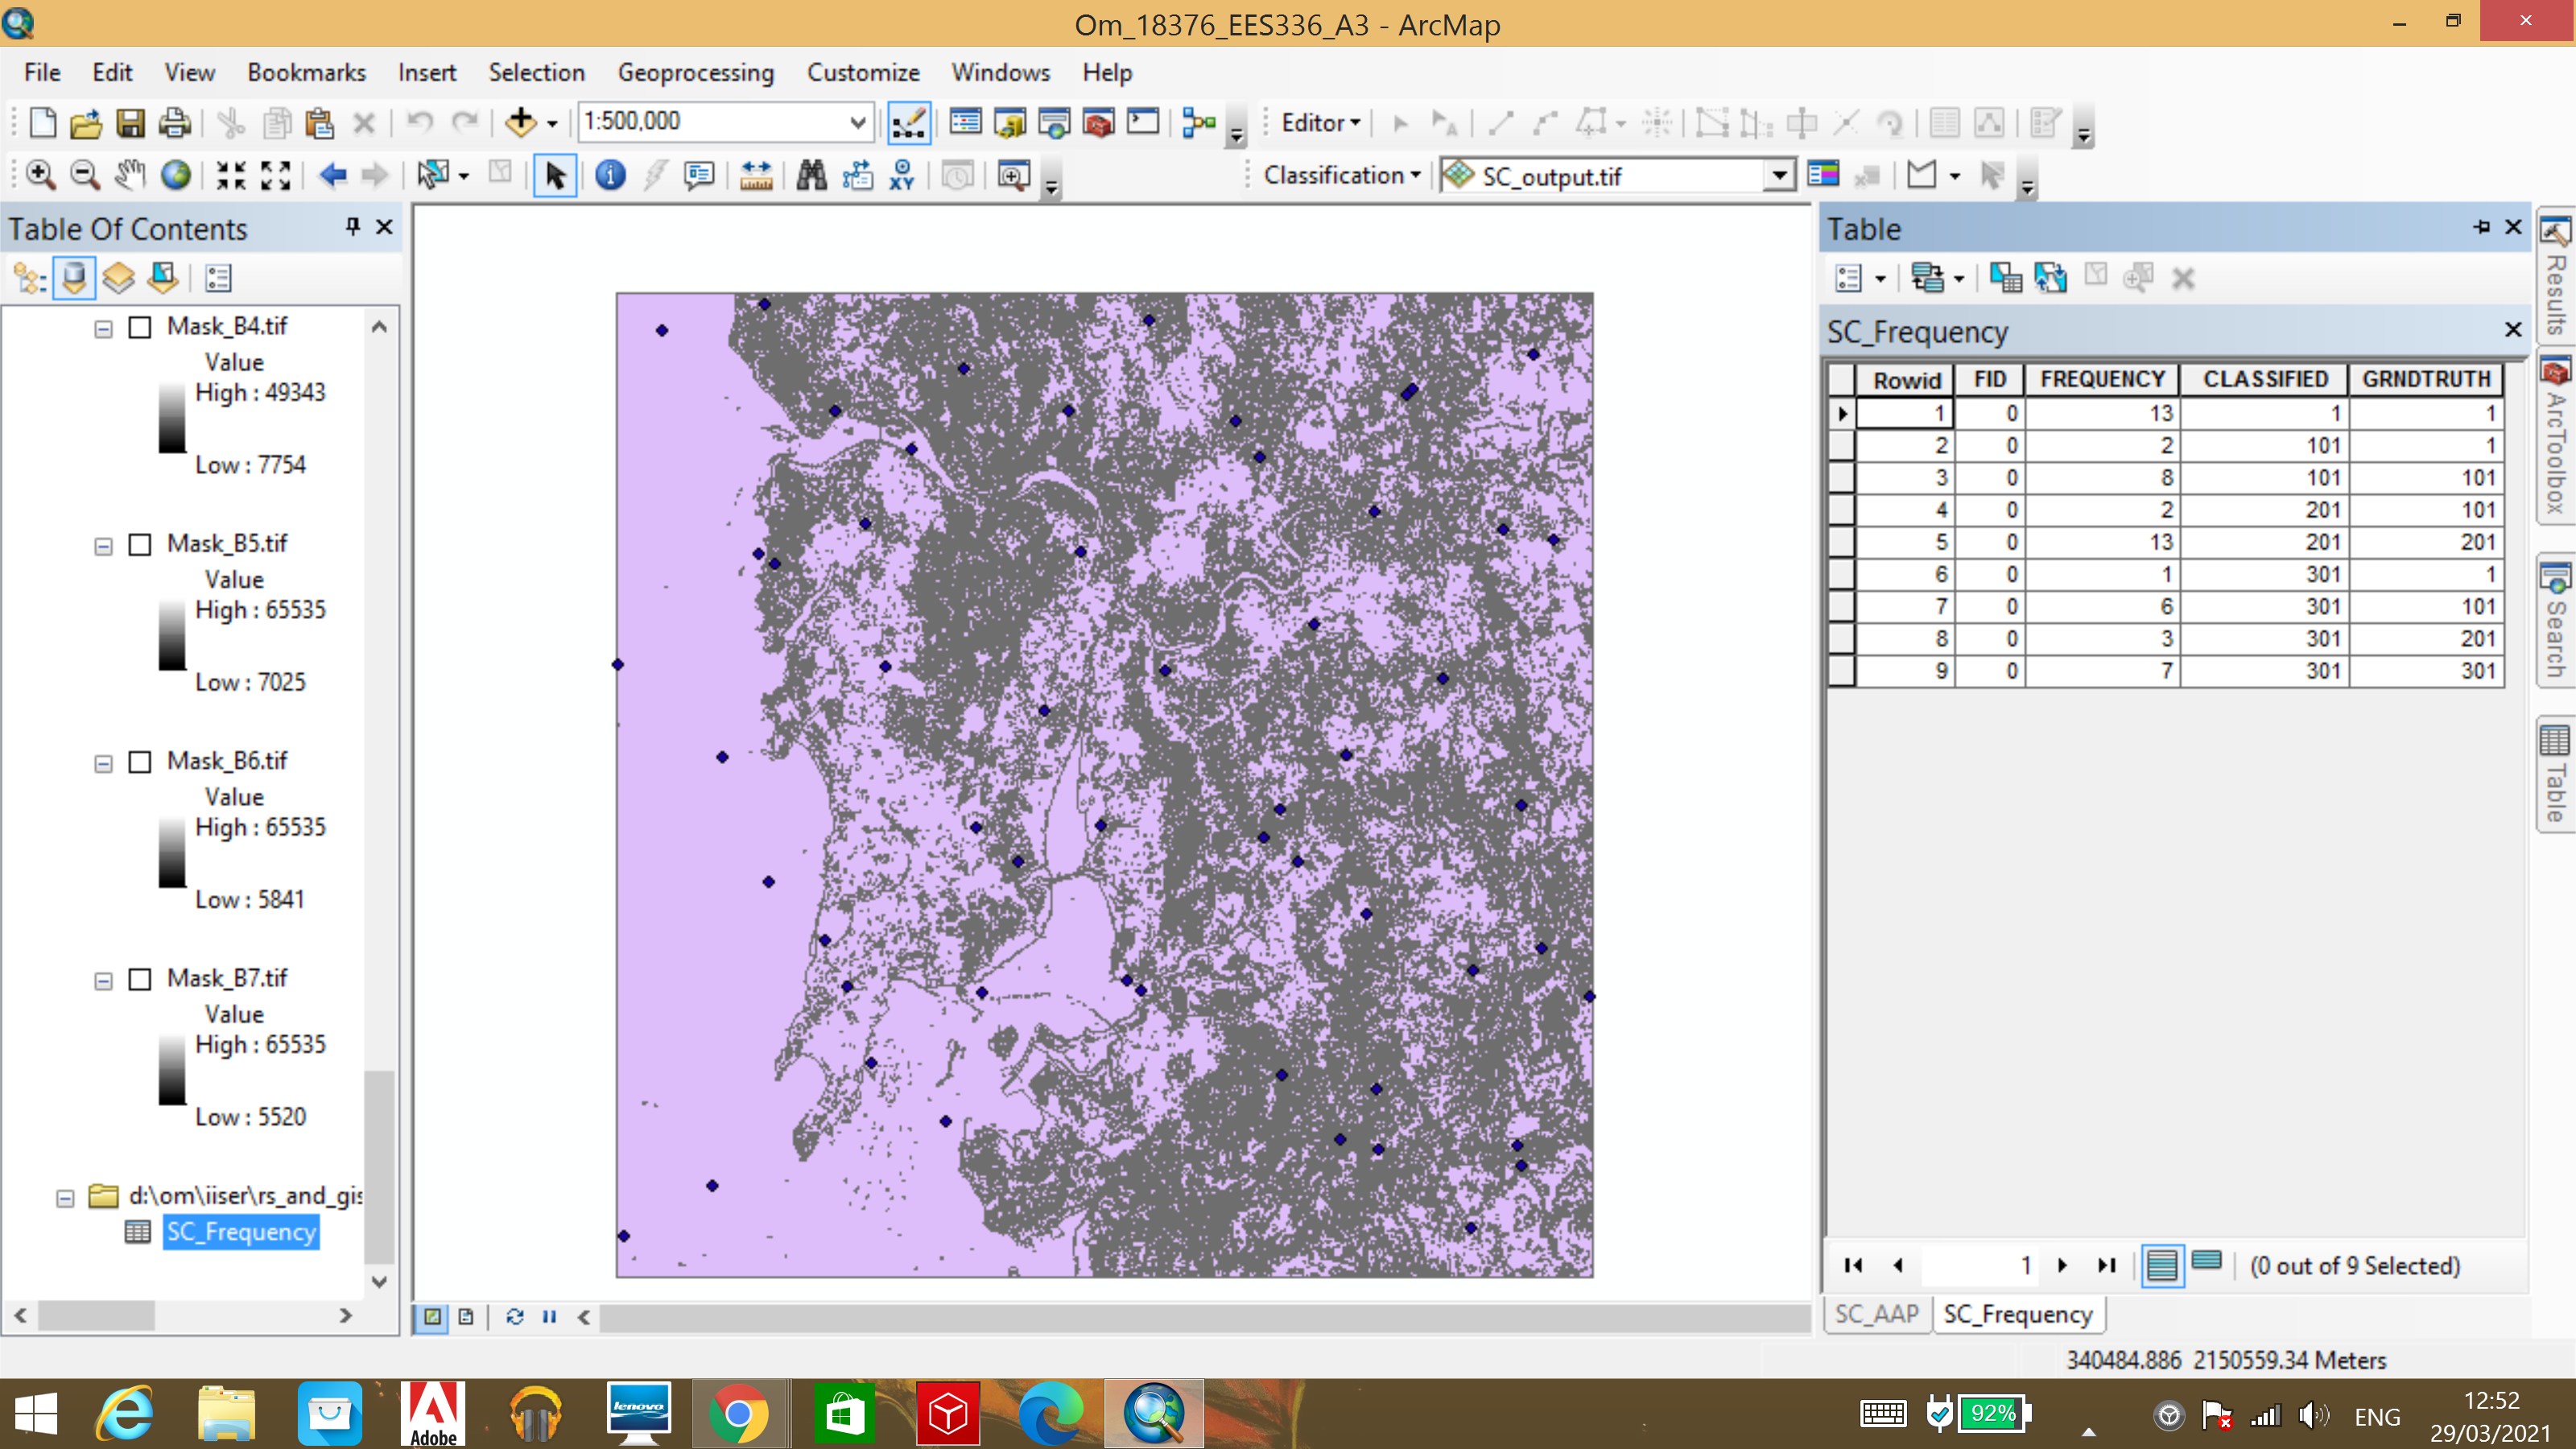 Om_18376_EES336_A3 - ArcMap
File Edit View Bookmarks Insert Selection Geoprocessing Customize Windows Help
1:500,000
Editor
Classification
SC_output.tif
Table Of Contents
Mask_B4.tif
Value
High : 49343
Low : 7754
Mask_B5.tif
Value
High : 65535
Low : 7025
Mask_B6.tif
Value
High : 65535
Low : 5841
Mask_B7.tif
Value
High : 65535
Low : 5520
d:\om\iiser\rs_and_gis
SC_Frequency
Table
SC_Frequency
Rowid FID FREQUENCY CLASSIFIED GRNDTRUTH
1 0 13 1 1
2 0 2 101 1
3 0 8 101 101
4 0 2 201 101
5 0 13 201 201
6 0 1 301 1
7 0 6 301 101
8 0 3 301 201
9 0 7 301 301
1
(0 out of 9 Selected)
SC_AAP SC_Frequency
Results
ArcToolbox
Search
Table
340484.886 2150559.34 Meters
XY
Adobe
lenovo
92%
ENG
12:52
29/03/2021